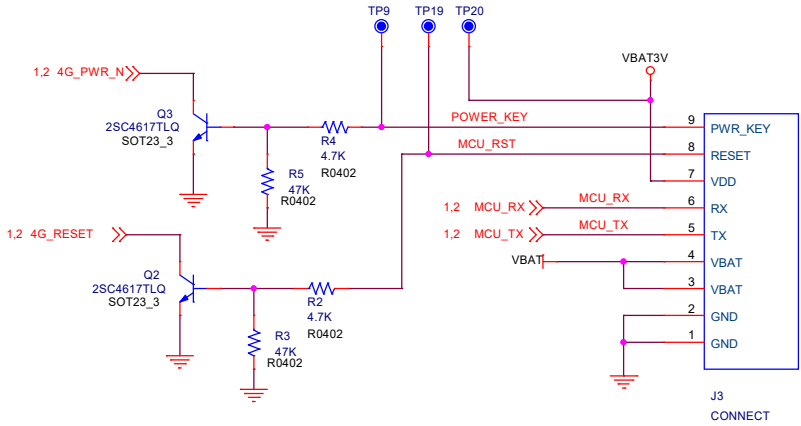 TP9 TP19 TP20
VBAT3V
1,2 4G_PWR_N
Q3
2SC4617TLQ
SOT23_3
R4
4.7K
R0402
R5
47K
R0402
POWER_KEY
MCU_RST
9 PWR_KEY
8 RESET
7 VDD
1,2 MCU_RX MCU_RX 6 RX
1,2 MCU_TX MCU_TX 5 TX
VBAT 4 VBAT
3 VBAT
2 GND
1 GND
1,2 4G_RESET
Q2
2SC4617TLQ
SOT23_3
R2
4.7K
R0402
R3
47K
R0402
J3
CONNECT